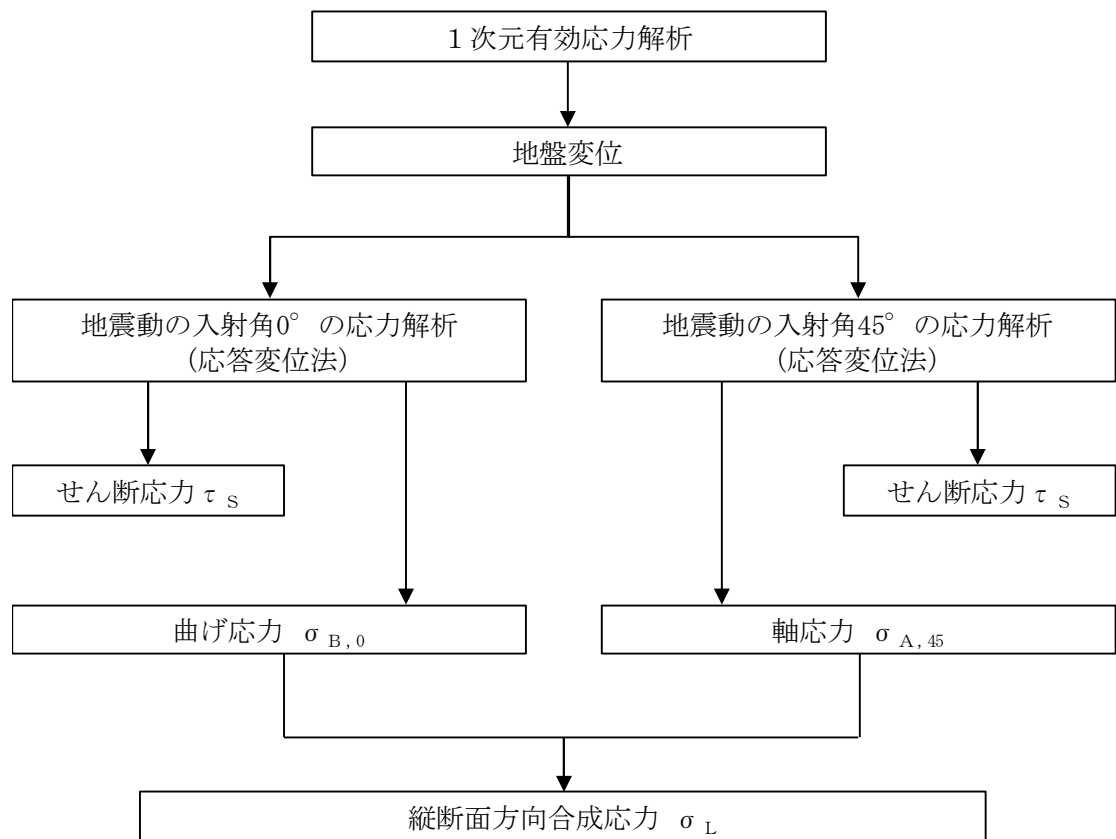 １次元有効応力解析
地盤変位
地震動の入射角0°の応力解析
(応答変位法)
地震動の入射角45°の応力解析
(応答変位法)
せん断応力τS
せん断応力τS
曲げ応力 σB,0
軸応力 σA,45
縦断面方向合成応力 σL